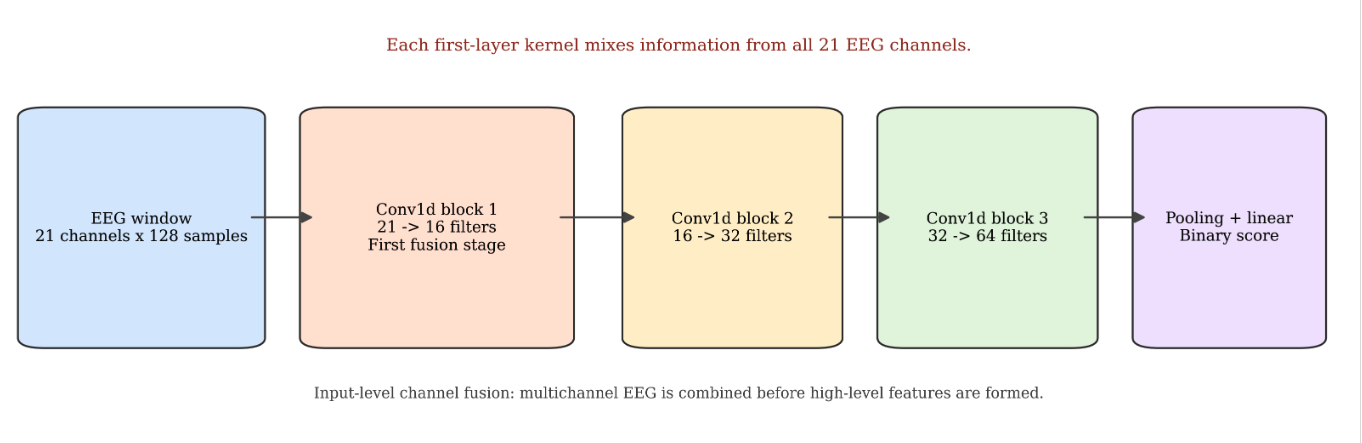 Each first-layer kernel mixes information from all 21 EEG channels.
EEG window
21 channels x 128 samples
Conv1d block 1
21 -> 16 filters
First fusion stage
Conv1d block 2
16 -> 32 filters
Conv1d block 3
32 -> 64 filters
Pooling + linear
Binary score
Input-level channel fusion: multichannel EEG is combined before high-level features are formed.